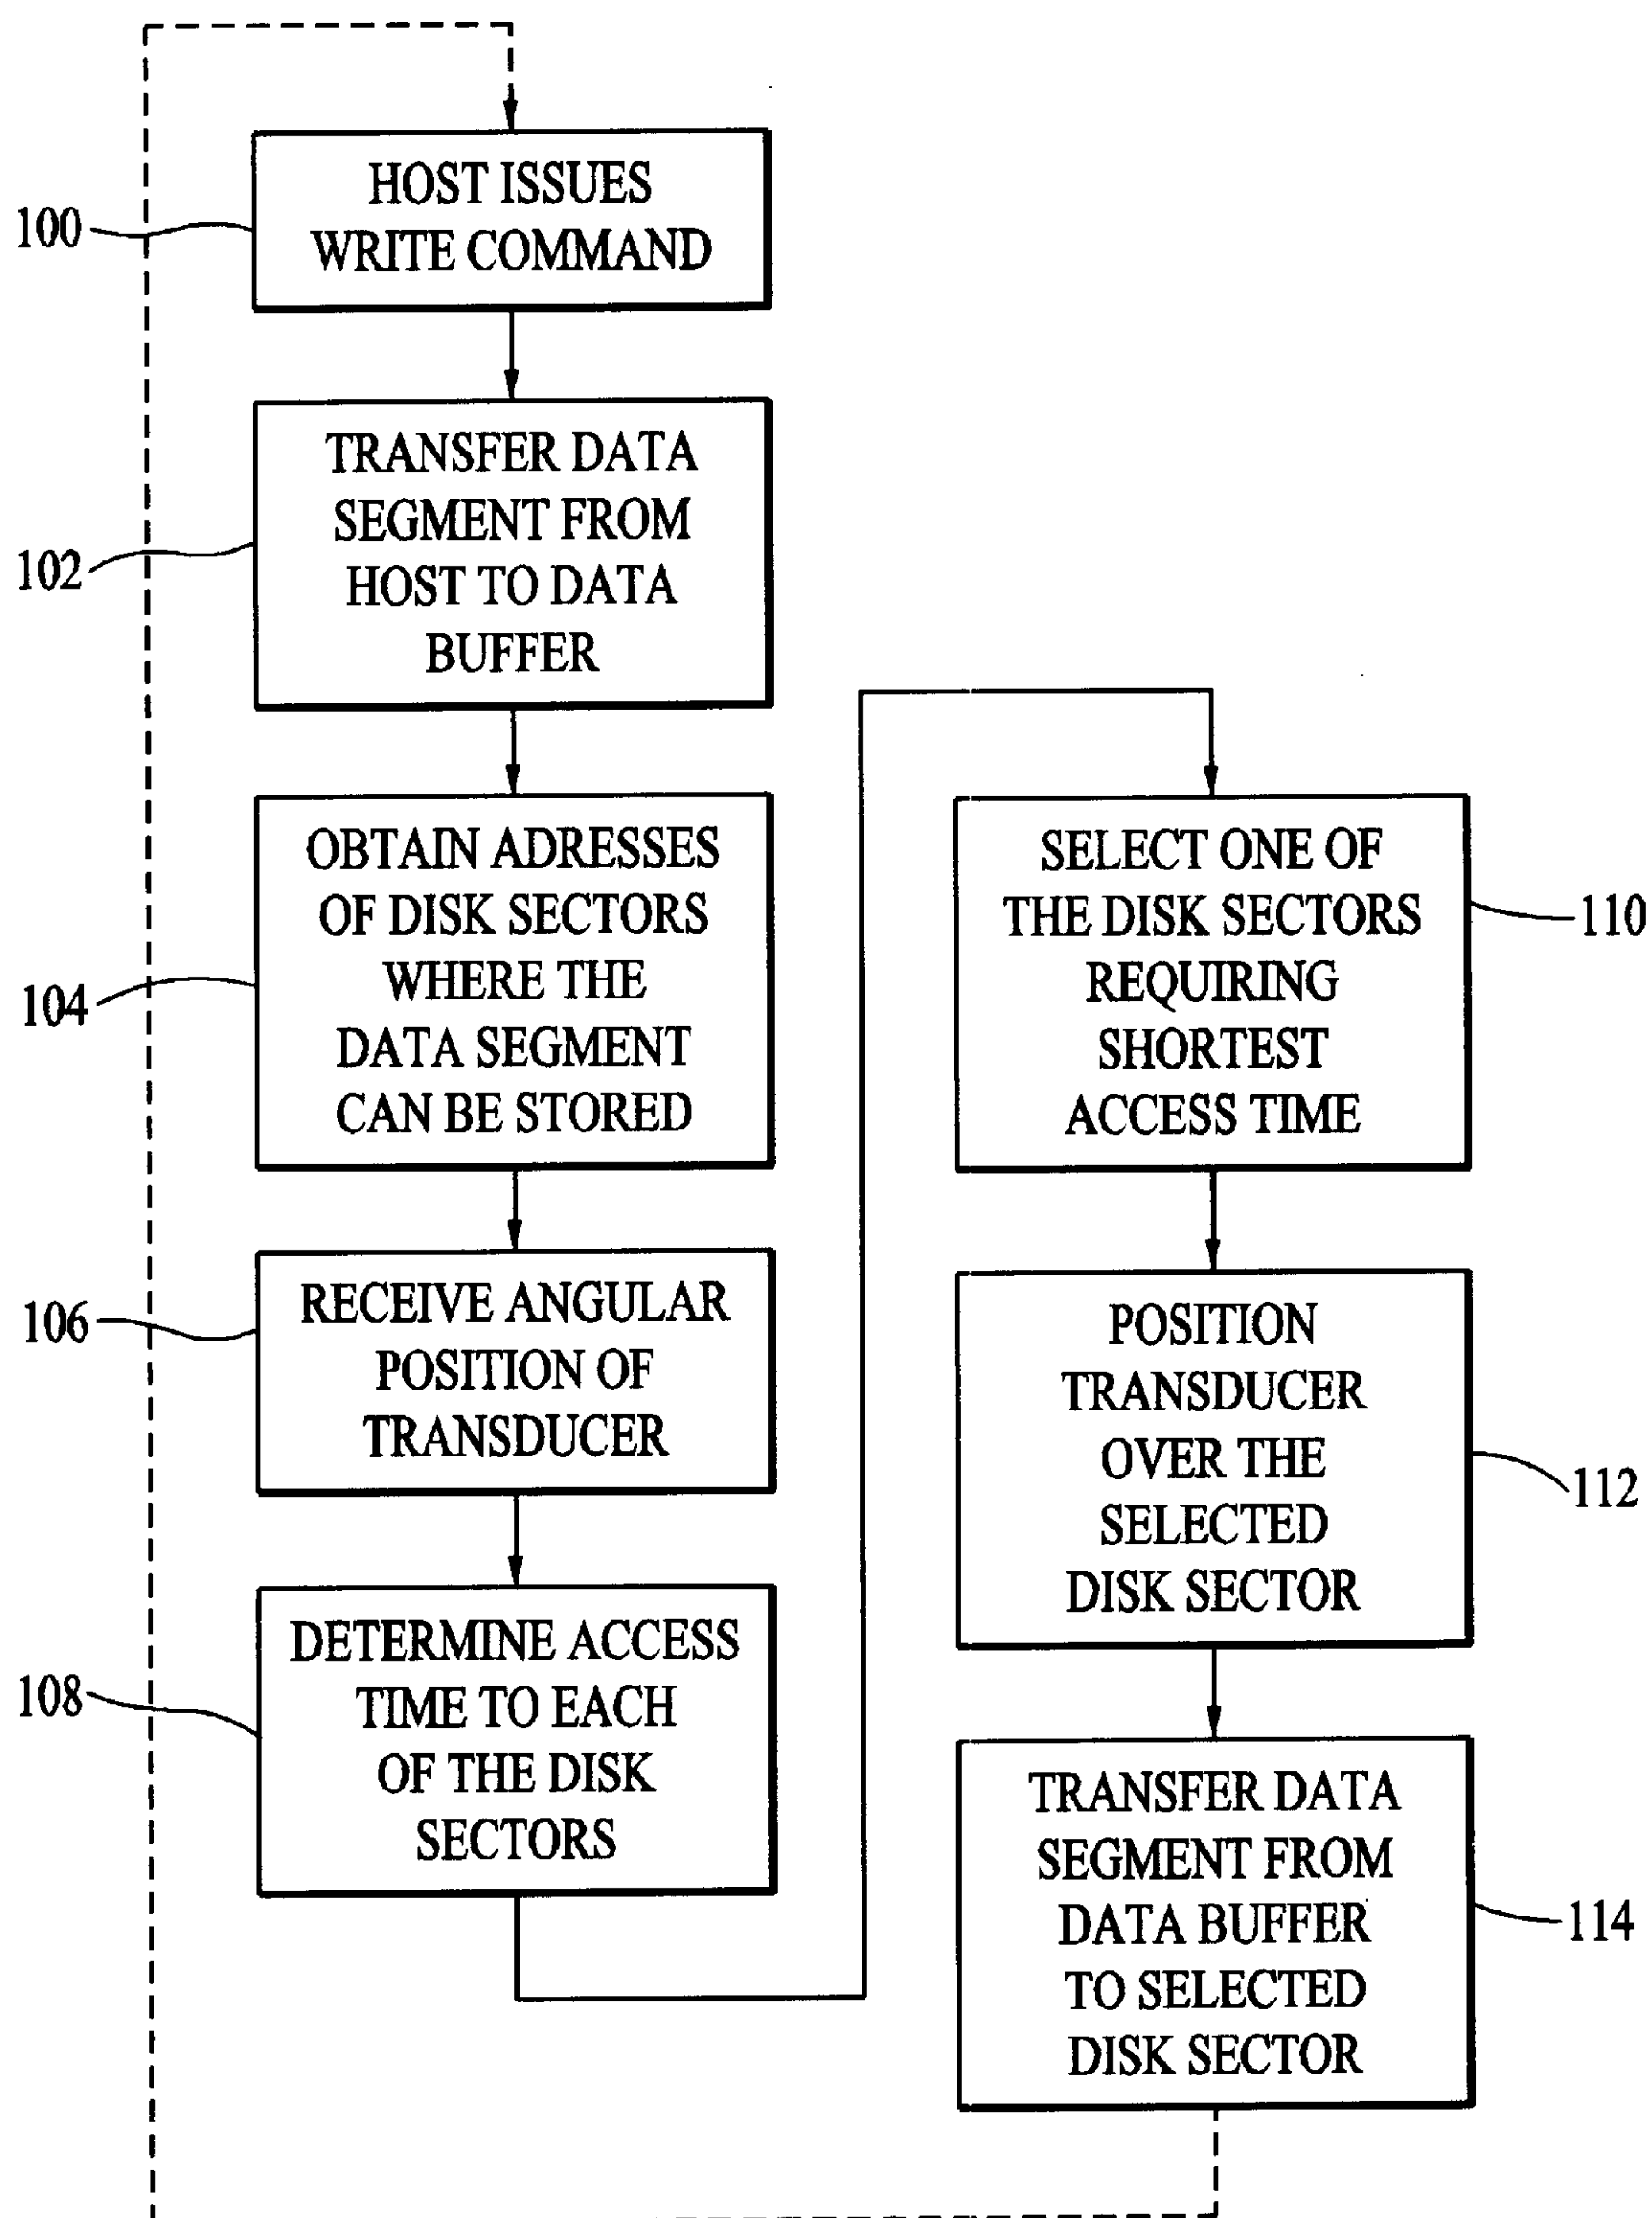 100
HOST ISSUES
WRITE COMMAND
102
TRANSFER DATA
SEGMENT FROM
HOST TO DATA
BUFFER
104
OBTAIN ADRESSES
OF DISK SECTORS
WHERE THE
DATA SEGMENT
CAN BE STORED
106
RECEIVE ANGULAR
POSITION OF
TRANSDUCER
108
DETERMINE ACCESS
TIME TO EACH
OF THE DISK
SECTORS
SELECT ONE OF
THE DISK SECTORS
REQUIRING
SHORTEST
ACCESS TIME
110
POSITION
TRANSDUCER
OVER THE
SELECTED
DISK SECTOR
112
TRANSFER DATA
SEGMENT FROM
DATA BUFFER
TO SELECTED
DISK SECTOR
114